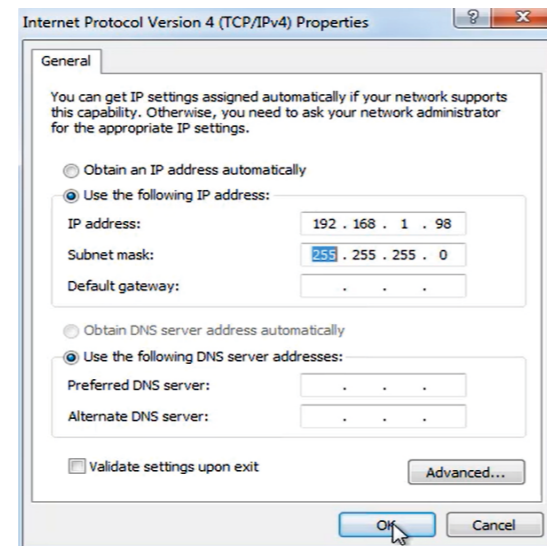 Internet Protocol Version 4 (TCP/IPv4) Properties
General
You can get IP settings assigned automatically if your network supports
this capability. Otherwise, you need to ask your network administrator
for the appropriate IP settings.
Obtain an IP address automatically
Use the following IP address:
IP address: 192 . 168 . 1 . 98
Subnet mask: 255 . 255 . 255 . 0
Default gateway: . . .
Obtain DNS server address automatically
Use the following DNS server addresses:
Preferred DNS server: . . .
Alternate DNS server: . . .
Validate settings upon exit
Advanced...
OK Cancel